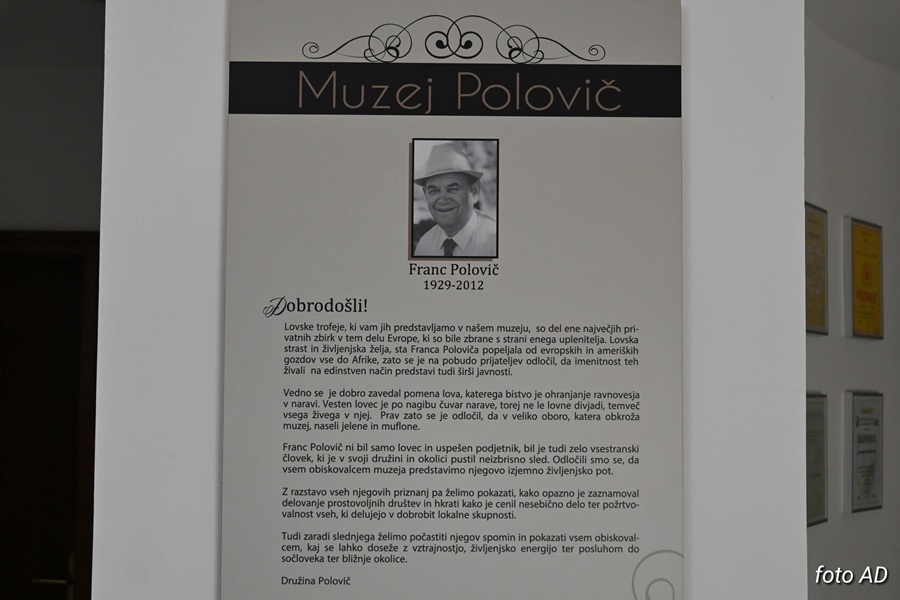 Muzej Polovič
Franc Polovič
1929-2012
Dobrodošli!
Lovske trofeje, ki vam jih predstavljamo v našem muzeju, so del ene največjih pri-
vatnih zbirk v tem delu Evrope, ki so bile zbrane s strani enega uplenitelja. Lovska
strast in življenjska želja, sta Franca Poloviča popeljala od evropskih in ameriških
gozdov vse do Afrike, zato se je na pobudo prijateljev odločil, da imenitnost teh
živali na edinstven način predstavi tudi širši javnosti.
Vedno se je dobro zavedal pomena lova, katerega bistvo je ohranjanje ravnovesja
v naravi. Vesten lovec je po nagibu čuvar narave, torej ne le lovne divjadi, temveč
vsega živega v njej. Prav zato se je odločil, da v veliko oboro, katera obkroža
muzej, naseli jelene in muflone.
Franc Polovič ni bil samo lovec in uspešen podjetnik, bil je tudi zelo vsestranski
človek, ki je v svoji družini in okolici pustil neizbrisno sled. Odločili smo se, da
vsem obiskovalcem muzeja predstavimo njegovo izjemno življenjsko pot.
Z razstavo vseh njegovih priznanj pa želimo pokazati, kako opazno je zaznamoval
delovanje prostovoljnih društev in hkrati kako je cenil nesebično delo ter požrtvo-
valnost vseh, ki delujejo v dobrobit lokalne skupnosti.
Tudi zaradi slednjega želimo počastiti njegov spomin in pokazati vsem obiskoval-
cem, kaj se lahko doseže z vztrajnostjo, življenjsko energijo ter posluhom do
sočloveka ter bližnje okolice.
Družina Polovič
foto AD